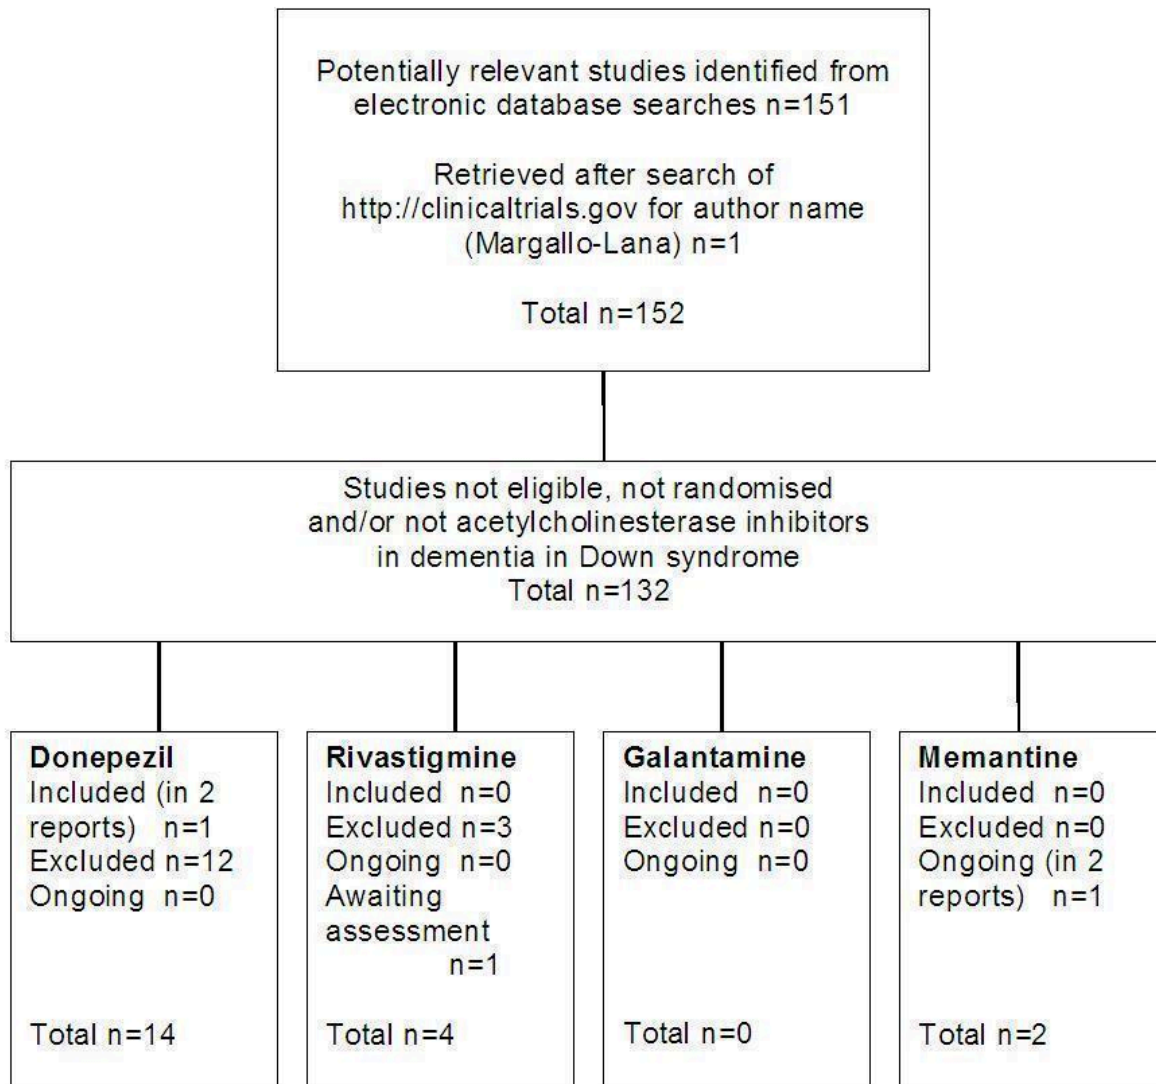 Potentially relevant studies identified from
electronic database searches n=151
Retrieved after search of
http://clinicaltrials.gov for author name
(Margallo-Lana) n=1
Total n=152
Studies not eligible, not randomised
and/or not acetylcholinesterase inhibitors
in dementia in Down syndrome
Total n=132
Donepezil
Included (in 2
reports) n=1
Excluded n=12
Ongoing n=0
Total n=14
Rivastigmine
Included n=0
Excluded n=3
Ongoing n=0
Awaiting
assessment
n=1
Total n=4
Galantamine
Included n=0
Excluded n=0
Ongoing n=0
Total n=0
Memantine
Included n=0
Excluded n=0
Ongoing (in 2
reports) n=1
Total n=2